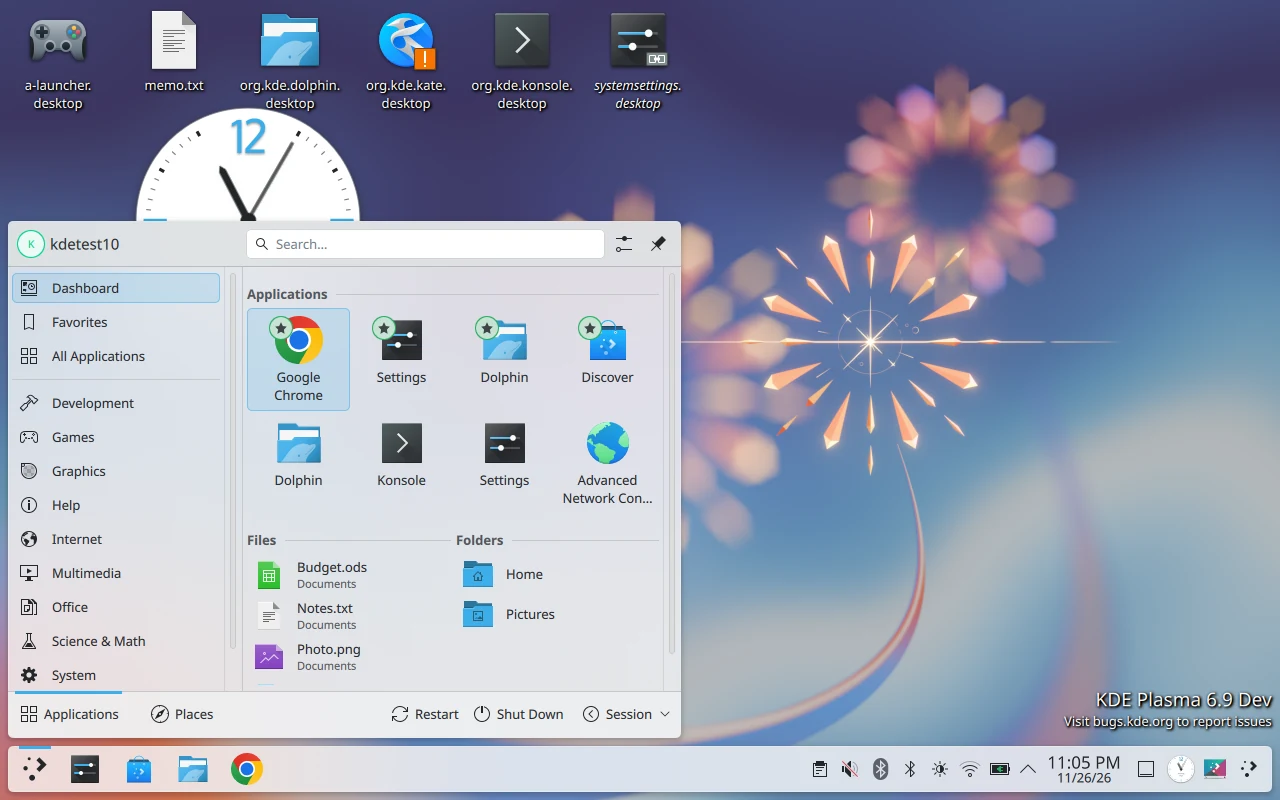 a-launcher.
desktop
memo.txt
org.kde.dolphin.
desktop
org.kde.kate.
desktop
org.kde.konsole.
desktop
systemsettings.
desktop
12
K
kdetest10
Search...
Dashboard
Favorites
All Applications
Development
Games
Graphics
Help
Internet
Multimedia
Office
Science & Math
System
Applications
Google
Chrome
Settings
Dolphin
Discover
Dolphin
Konsole
Settings
Advanced
Network Con...
Files
Budget.ods
Documents
Notes.txt
Documents
Photo.png
Documents
Folders
Home
Pictures
Applications
Places
Restart
Shut Down
Session
KDE Plasma 6.9 Dev
Visit bugs.kde.org to report issues
11:05 PM
11/26/26